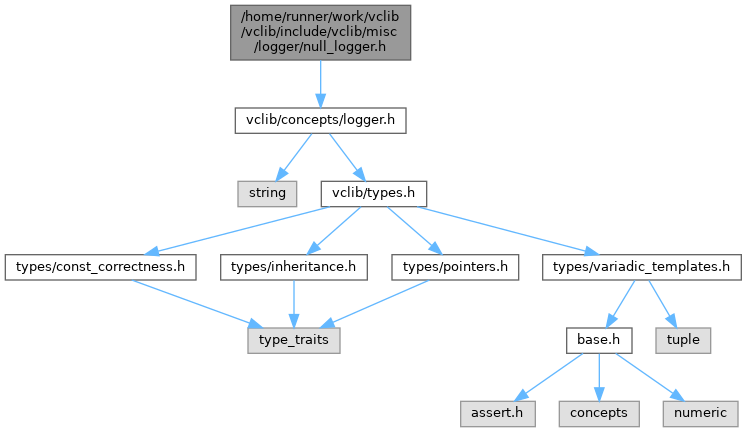 /home/runner/work/vclib
/vclib/include/vclib/misc
/logger/null_logger.h
vclib/concepts/logger.h
string
vclib/types.h
types/const_correctness.h
types/inheritance.h
types/pointers.h
types/variadic_templates.h
type_traits
base.h
tuple
assert.h
concepts
numeric